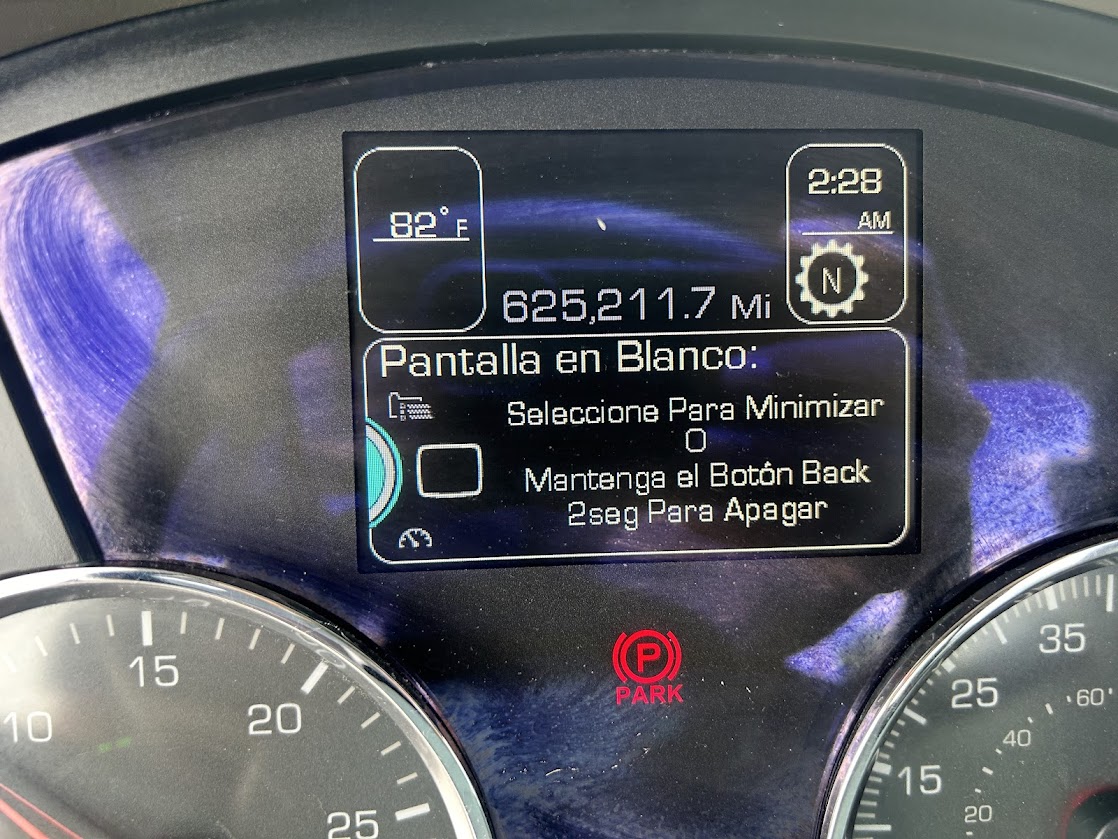 82°F
2:28
AM
N
625,211.7 Mi
Pantalla en Blanco:
Seleccione Para Minimizar
O
Mantenga el Botón Back
2seg Para Apagar
P
PARK
10
15
20
25
15
25
35
20
40
60